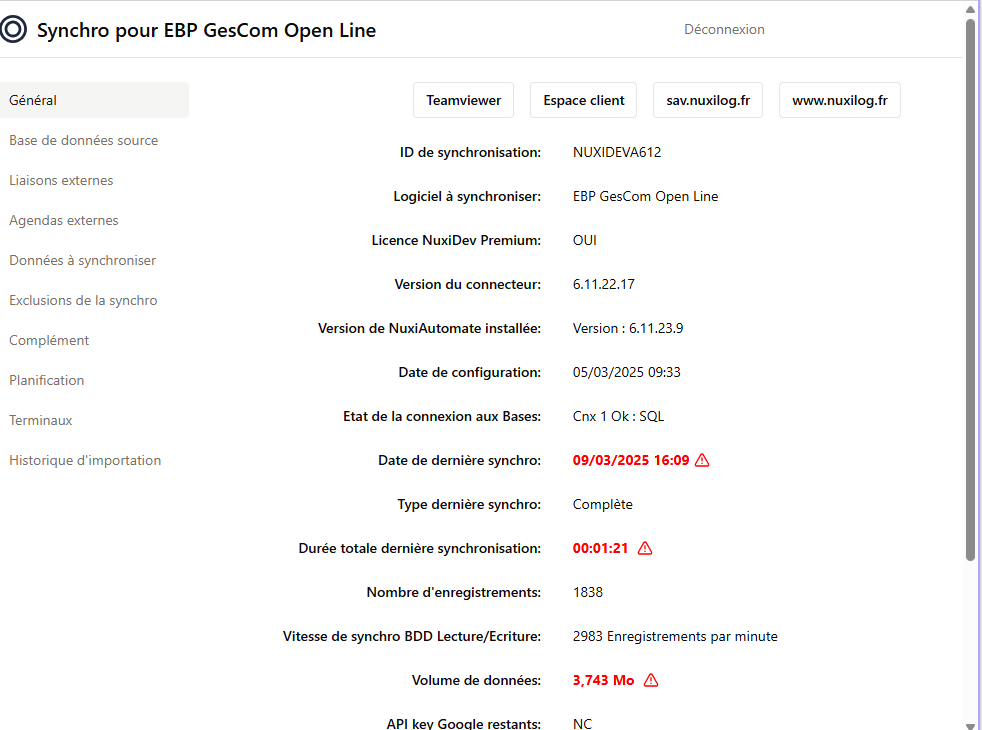 Synchro pour EBP GesCom Open Line
Déconnexion
Général
Base de données source
Liaisons externes
Agendas externes
Données à synchroniser
Exclusions de la synchro
Complément
Planification
Terminaux
Historique d'importation
Teamviewer
Espace client
sav.nuxilog.fr
www.nuxilog.fr
ID de synchronisation: NUXIDEVA612
Logiciel à synchroniser: EBP GesCom Open Line
Licence NuxiDev Premium: OUI
Version du connecteur: 6.11.22.17
Version de NuxiAutomate installée: Version : 6.11.23.9
Date de configuration: 05/03/2025 09:33
Etat de la connexion aux Bases: Cnx 1 Ok : SQL
Date de dernière synchro: 09/03/2025 16:09
Type dernière synchro: Complète
Durée totale dernière synchronisation: 00:01:21
Nombre d'enregistrements: 1838
Vitesse de synchro BDD Lecture/Ecriture: 2983 Enregistrements par minute
Volume de données: 3,743 Mo
API key Google restants: NC